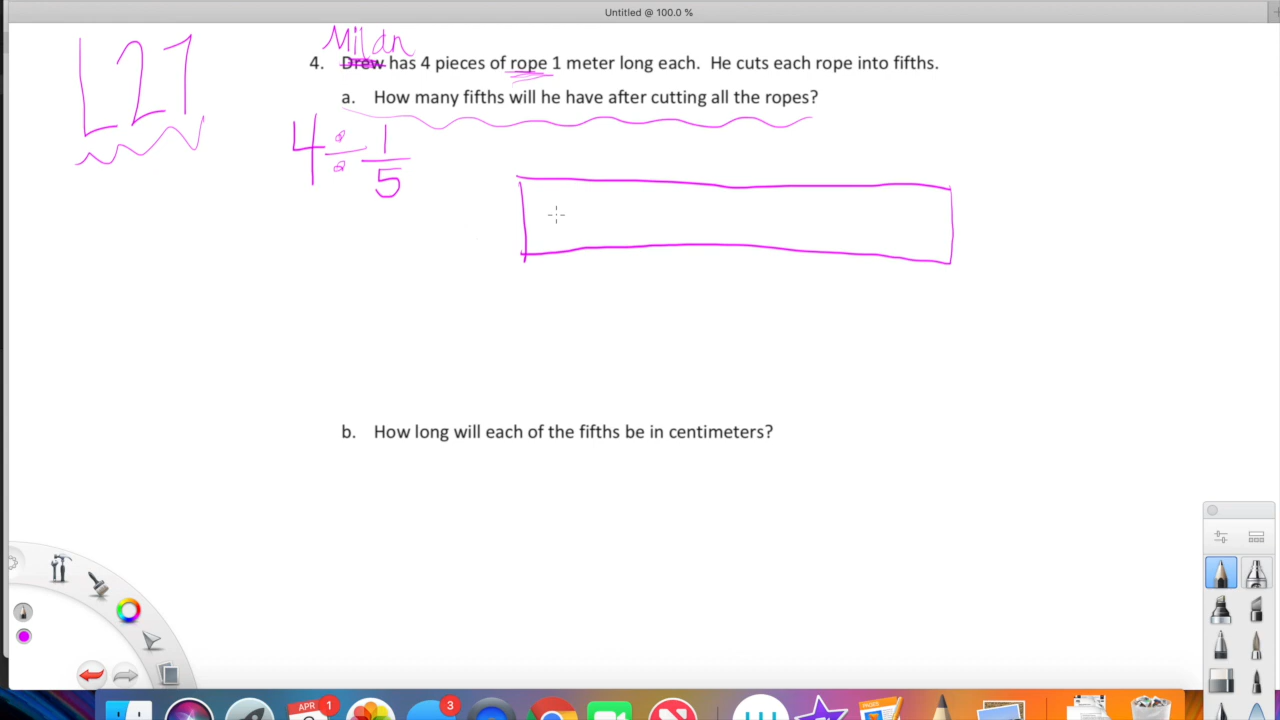 Untitled @ 100.0 %
L27
Milan
4. Drew has 4 pieces of rope 1 meter long each. He cuts each rope into fifths.
a. How many fifths will he have after cutting all the ropes?
4 ÷ 1/5
b. How long will each of the fifths be in centimeters?
APR 1
3
PAGES